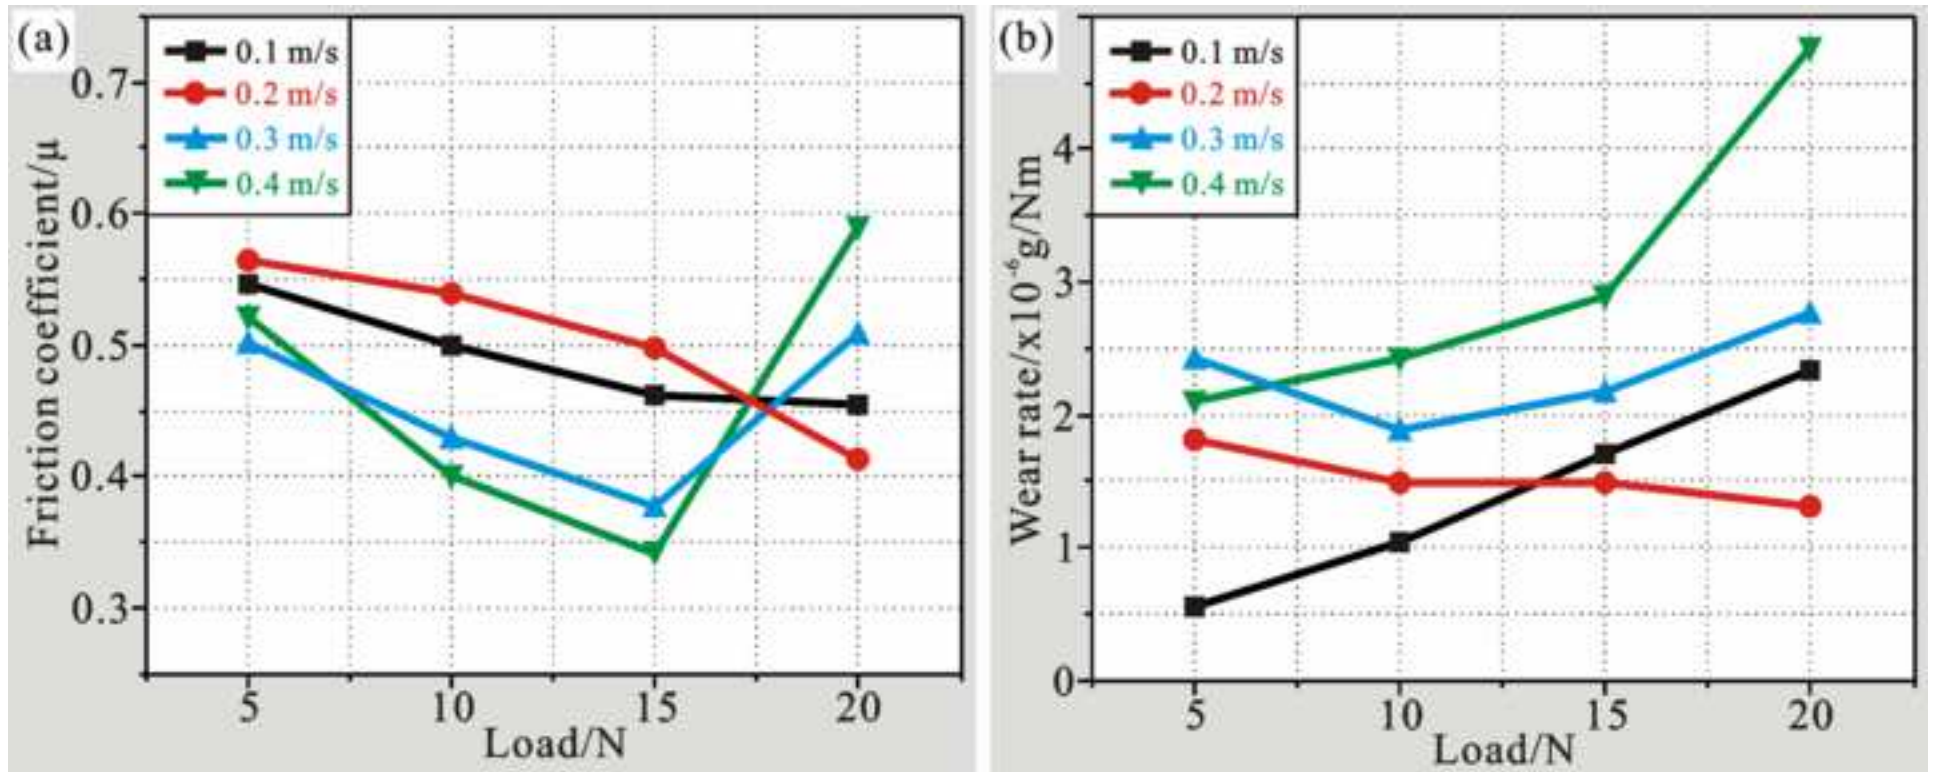 (a)
0.1 m/s
0.2 m/s
0.3 m/s
0.4 m/s
0.7
0.6
0.5
0.4
0.3
Friction coefficient/μ
5 10 15 20
Load/N
(b)
0.1 m/s
0.2 m/s
0.3 m/s
0.4 m/s
4
3
2
1
0
Wear rate/x10⁻⁶g/Nm
5 10 15 20
Load/N